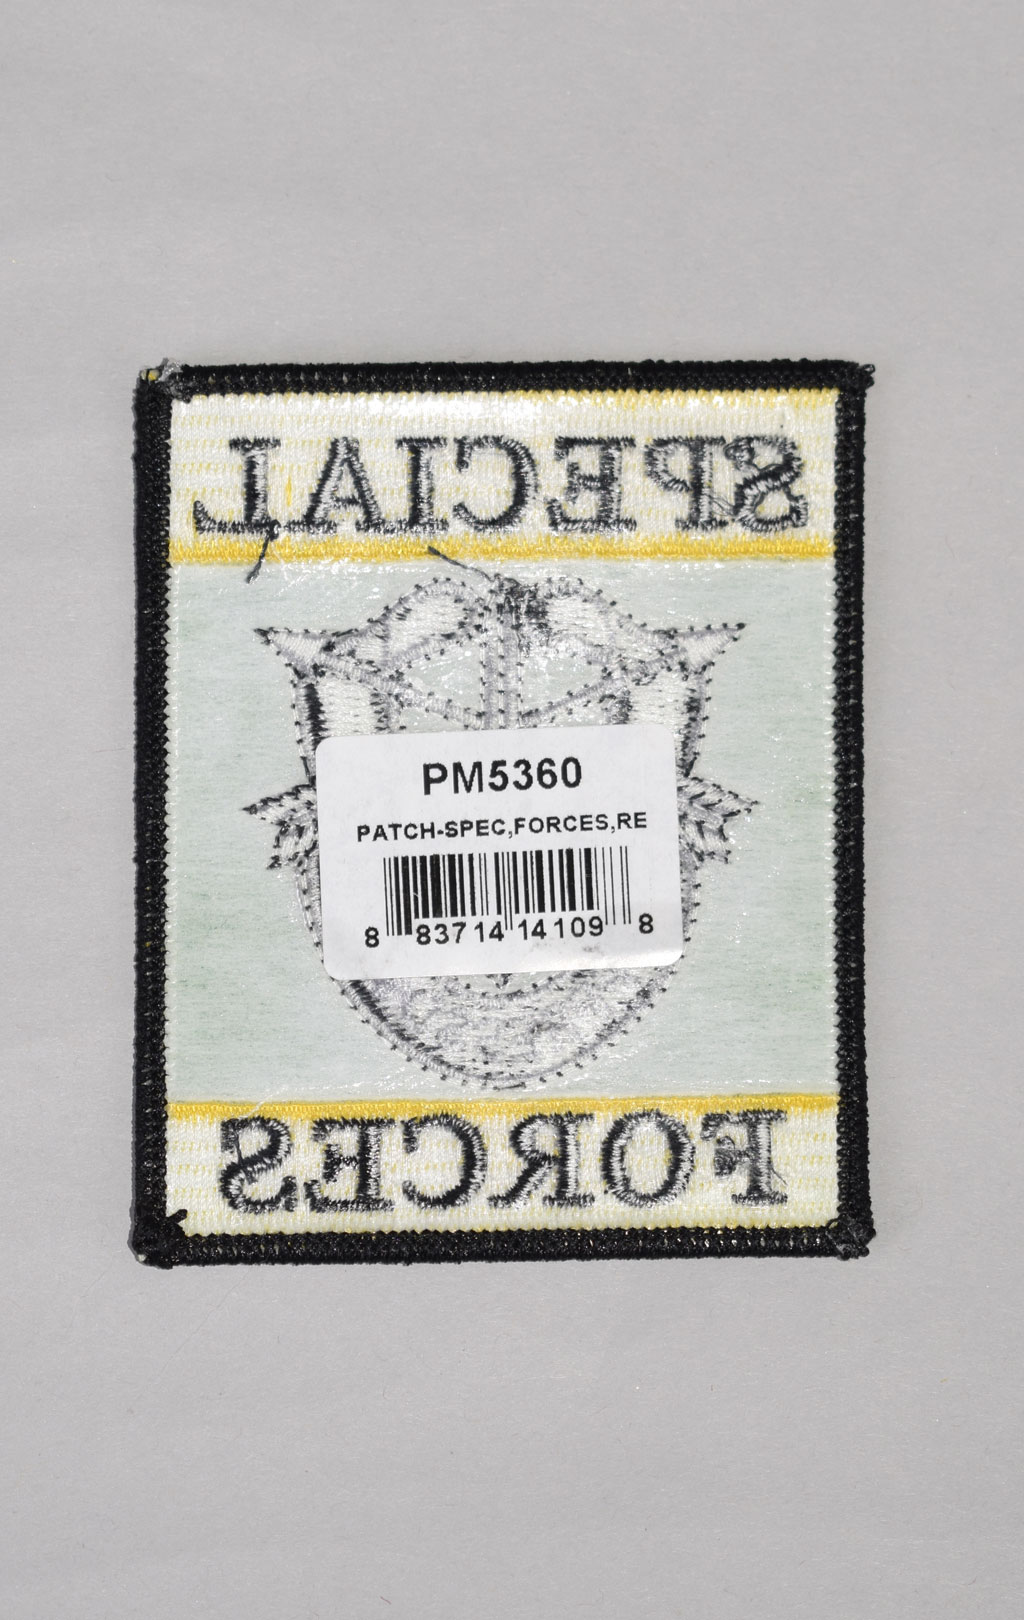 SPECIAL
PM5360
PATCH-SPEC,FORCES,RE
8 83714 14109 8
FORCES